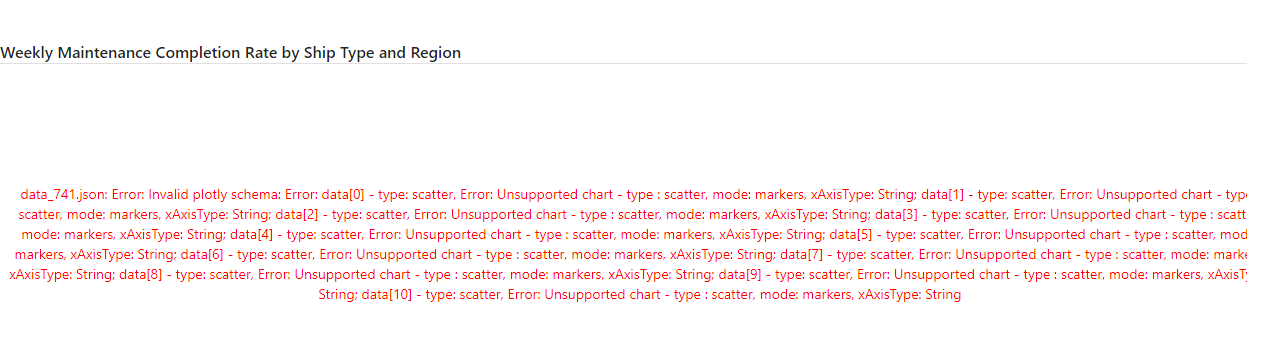 Weekly Maintenance Completion Rate by Ship Type and Region
data_741.json: Error: Invalid plotly schema: Error: data[0] - type: scatter, Error: Unsupported chart - type : scatter, mode: markers, xAxisType: String; data[1] - type: scatter, Error: Unsupported chart - type
scatter, mode: markers, xAxisType: String; data[2] - type: scatter, Error: Unsupported chart - type : scatter, mode: markers, xAxisType: String; data[3] - type: scatter, Error: Unsupported chart - type : scatt
mode: markers, xAxisType: String; data[4] - type: scatter, Error: Unsupported chart - type : scatter, mode: markers, xAxisType: String; data[5] - type: scatter, Error: Unsupported chart - type : scatter, mod
markers, xAxisType: String; data[6] - type: scatter, Error: Unsupported chart - type : scatter, mode: markers, xAxisType: String; data[7] - type: scatter, Error: Unsupported chart - type : scatter, mode: marke
xAxisType: String; data[8] - type: scatter, Error: Unsupported chart - type : scatter, mode: markers, xAxisType: String; data[9] - type: scatter, Error: Unsupported chart - type : scatter, mode: markers, xAxisT
String; data[10] - type: scatter, Error: Unsupported chart - type : scatter, mode: markers, xAxisType: String